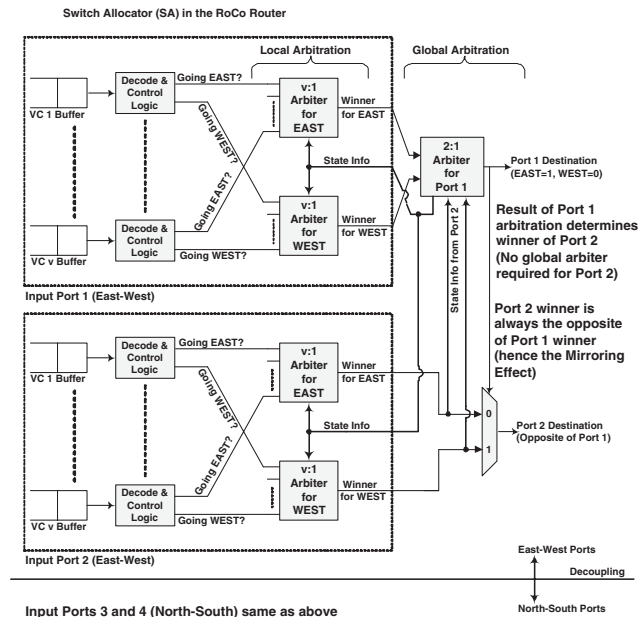 Switch Allocator (SA) in the RoCo Router
Local Arbitration
Global Arbitration
VC 1 Buffer
Decode &
Control
Logic
Going EAST?
Going WEST?
v:1
Arbiter
for
EAST
Winner
for EAST
State Info
2:1
Arbiter
for
Port 1
Port 1 Destination
(EAST=1, WEST=0)
VC v Buffer
Decode &
Control
Logic
Going EAST?
Going WEST?
v:1
Arbiter
for
WEST
Winner
for WEST
State Info from Port 2
Result of Port 1
arbitration determines
winner of Port 2
(No global arbiter
required for Port 2)
Input Port 1 (East-West)
Port 2 winner is
always the opposite
of Port 1 winner
(hence the Mirroring
Effect)
VC 1 Buffer
Decode &
Control
Logic
Going EAST?
Going WEST?
v:1
Arbiter
for
EAST
Winner
for EAST
State Info
0
1
Port 2 Destination
(Opposite of Port 1)
VC v Buffer
Decode &
Control
Logic
Going EAST?
Going WEST?
v:1
Arbiter
for
WEST
Winner
for WEST
Input Port 2 (East-West)
East-West Ports
Decoupling
North-South Ports
Input Ports 3 and 4 (North-South) same as above